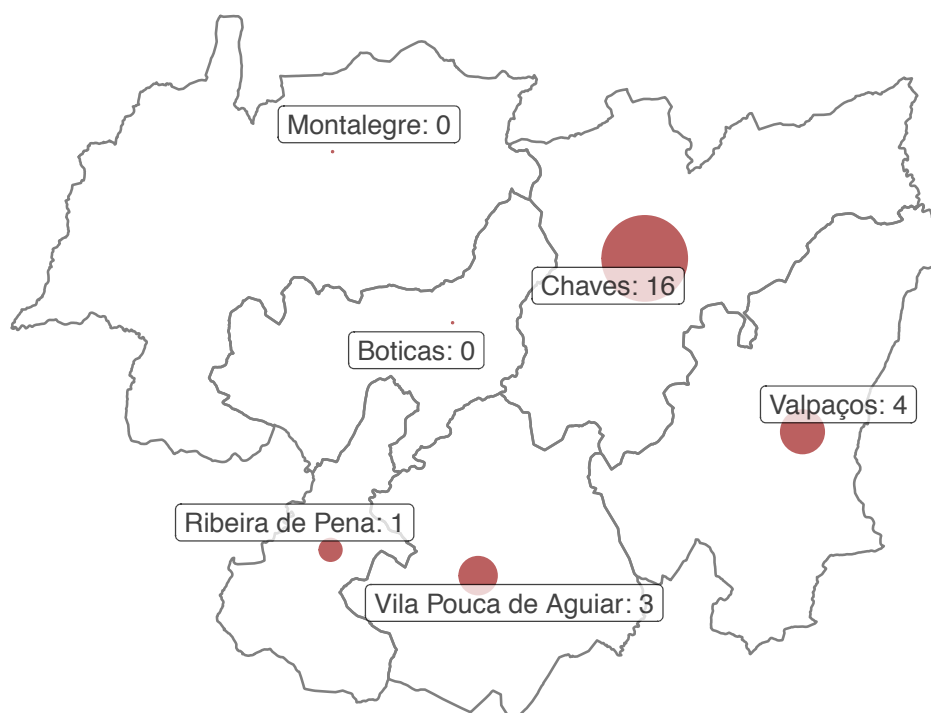 Montalegre: 0
Chaves: 16
Boticas: 0
Valpaços: 4
Ribeira de Pena: 1
Vila Pouca de Aguiar: 3